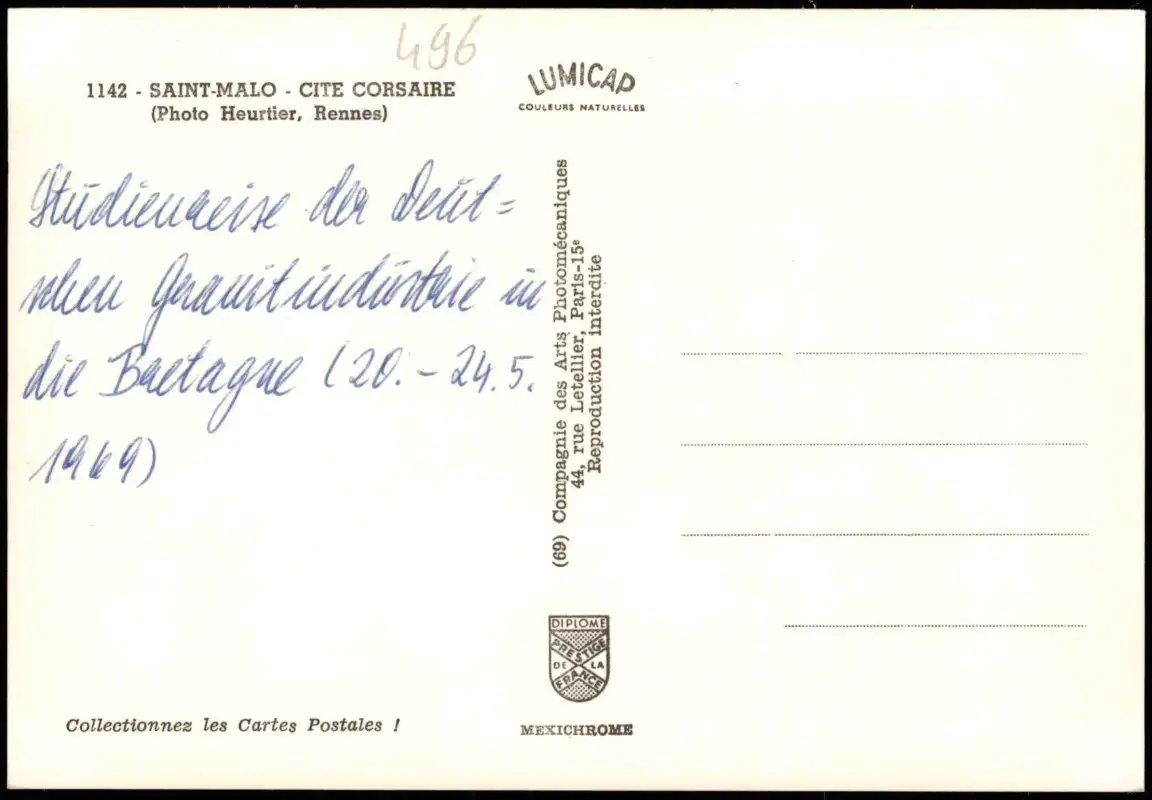 496
1142 - SAINT-MALO - CITE CORSAIRE
(Photo Heurtier, Rennes)
LUMICAP
COULEURS NATURELLES
Studienreise der Deut=
schen Granitindustrie in
die Bretagne (20. - 24. 5.
1969)
(69) Compagnie des Arts Photomécaniques
44, rue Letellier, Paris-15e
Reproduction interdite
DIPLOME
PRESTIGE
DE LA
FRANCE
MEXICHROME
Collectionnez les Cartes Postales !